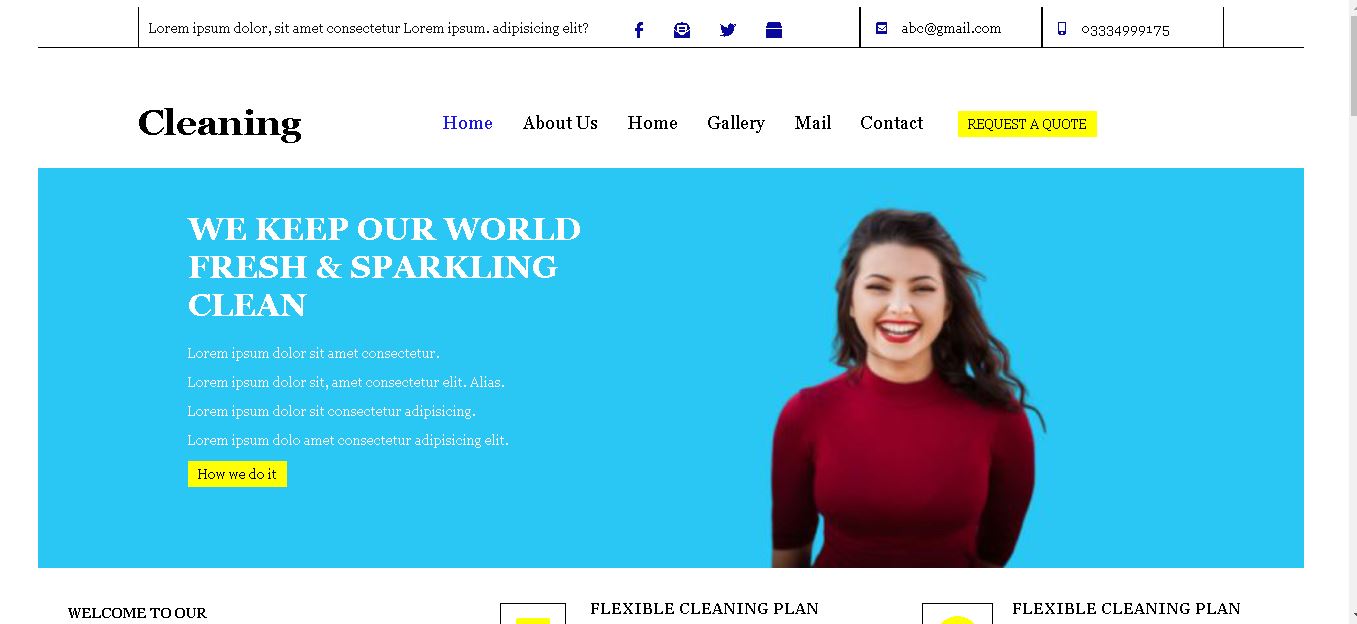 Lorem ipsum dolor, sit amet consectetur Lorem ipsum. adipisicing elit?
abc@gmail.com
03334999175
Cleaning
Home
About Us
Home
Gallery
Mail
Contact
REQUEST A QUOTE
WE KEEP OUR WORLD
FRESH & SPARKLING
CLEAN
Lorem ipsum dolor sit amet consectetur.
Lorem ipsum dolor sit, amet consectetur elit. Alias.
Lorem ipsum dolor sit consectetur adipisicing.
Lorem ipsum dolo amet consectetur adipisicing elit.
How we do it
WELCOME TO OUR
FLEXIBLE CLEANING PLAN
FLEXIBLE CLEANING PLAN